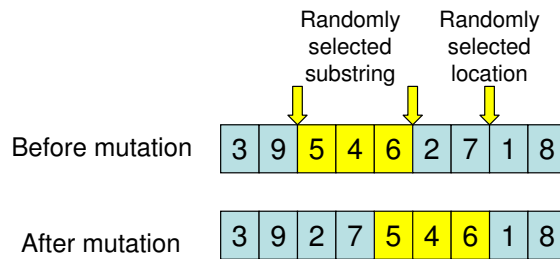 Randomly
selected
substring
Randomly
selected
location
Before mutation
3 9 5 4 6 2 7 1 8
After mutation
3 9 2 7 5 4 6 1 8